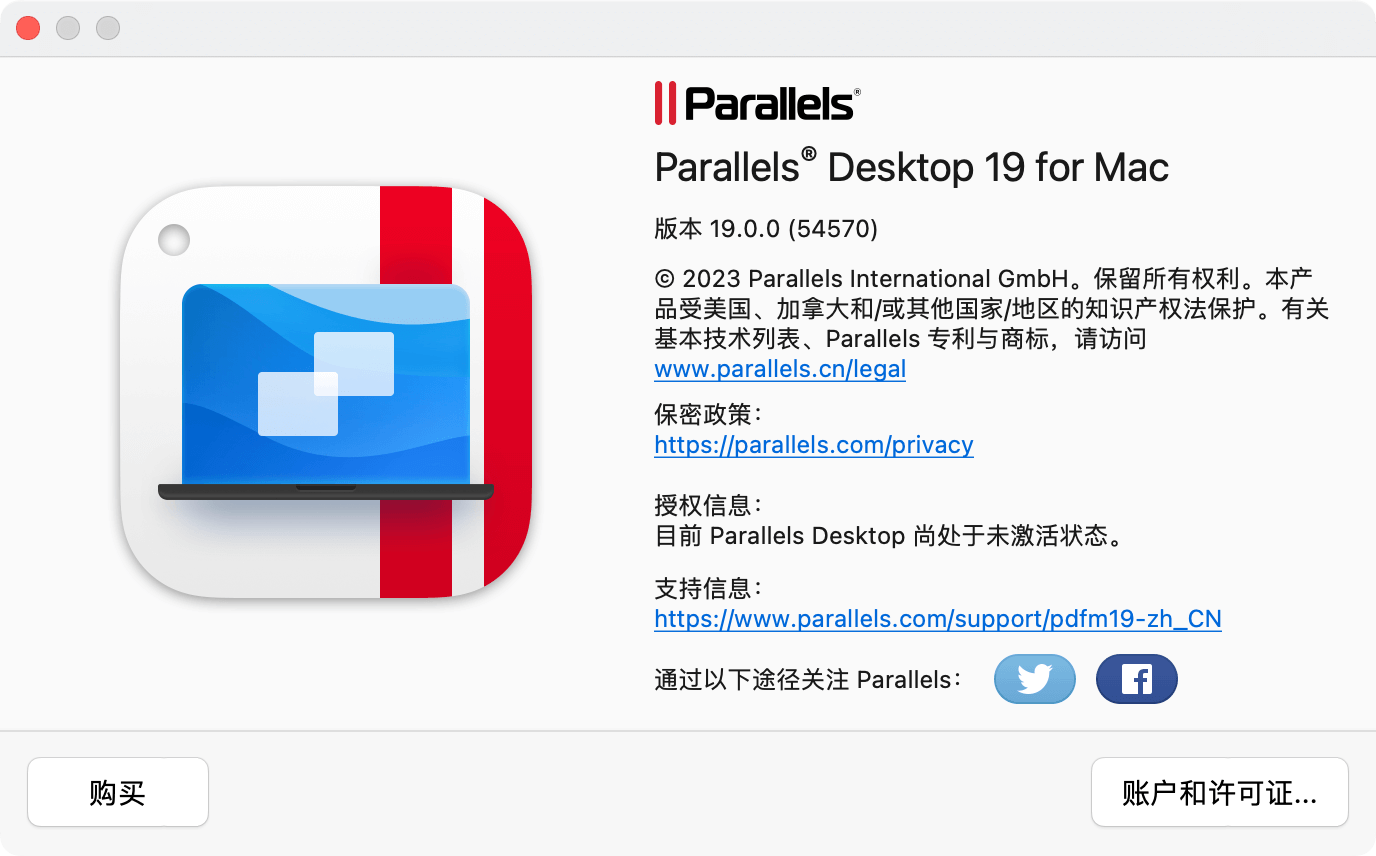 Parallels®
Parallels® Desktop 19 for Mac
版本 19.0.0 (54570)
© 2023 Parallels International GmbH。保留所有权利。本产
品受美国、加拿大和/或其他国家/地区的知识产权法保护。有关
基本技术列表、Parallels 专利与商标，请访问
www.parallels.cn/legal
保密政策：
https://parallels.com/privacy
授权信息：
目前 Parallels Desktop 尚处于未激活状态。
支持信息：
https://www.parallels.com/support/pdfm19-zh_CN
通过以下途径关注 Parallels：
购买
账户和许可证...